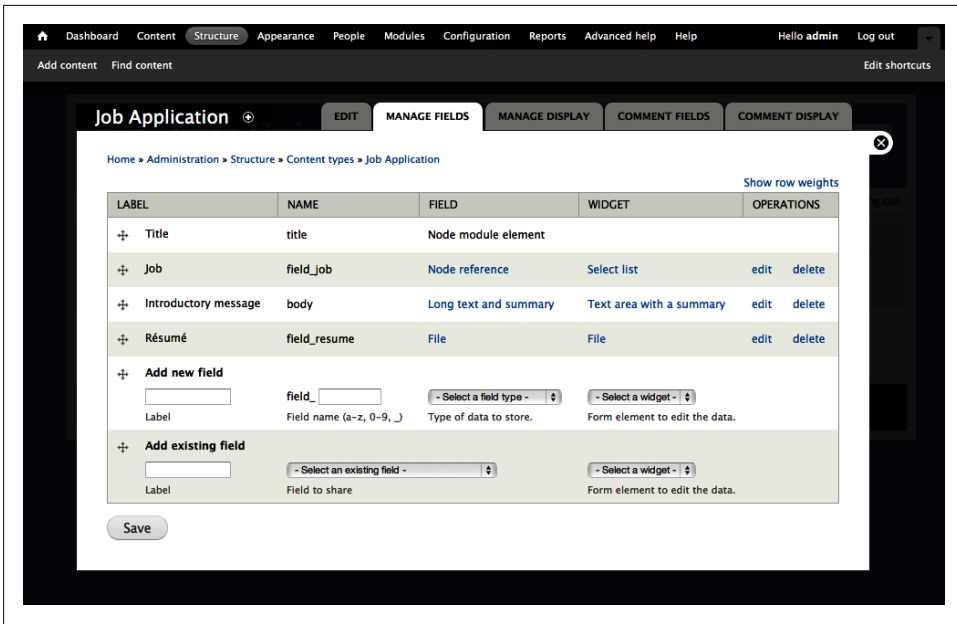 Dashboard Content Structure Appearance People Modules Configuration Reports Advanced help Help Hello admin Log out
Add content Find content Edit shortcuts
Job Application EDIT MANAGE FIELDS MANAGE DISPLAY COMMENT FIELDS COMMENT DISPLAY
Home » Administration » Structure » Content types » Job Application
Show row weights
LABEL NAME FIELD WIDGET OPERATIONS
Title title Node module element
Job field_job Node reference Select list edit delete
Introductory message body Long text and summary Text area with a summary edit delete
Résumé field_resume File File edit delete
Add new field
field_ - Select a field type - - Select a widget -
Label Field name (a-z, 0-9, _) Type of data to store. Form element to edit the data.
Add existing field
- Select an existing field - - Select a widget -
Label Field to share Form element to edit the data.
Save